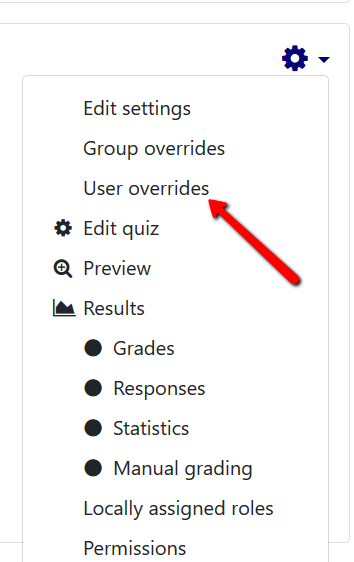 Edit settings
Group overrides
User overrides
Edit quiz
Preview
Results
Grades
Responses
Statistics
Manual grading
Locally assigned roles
Permissions